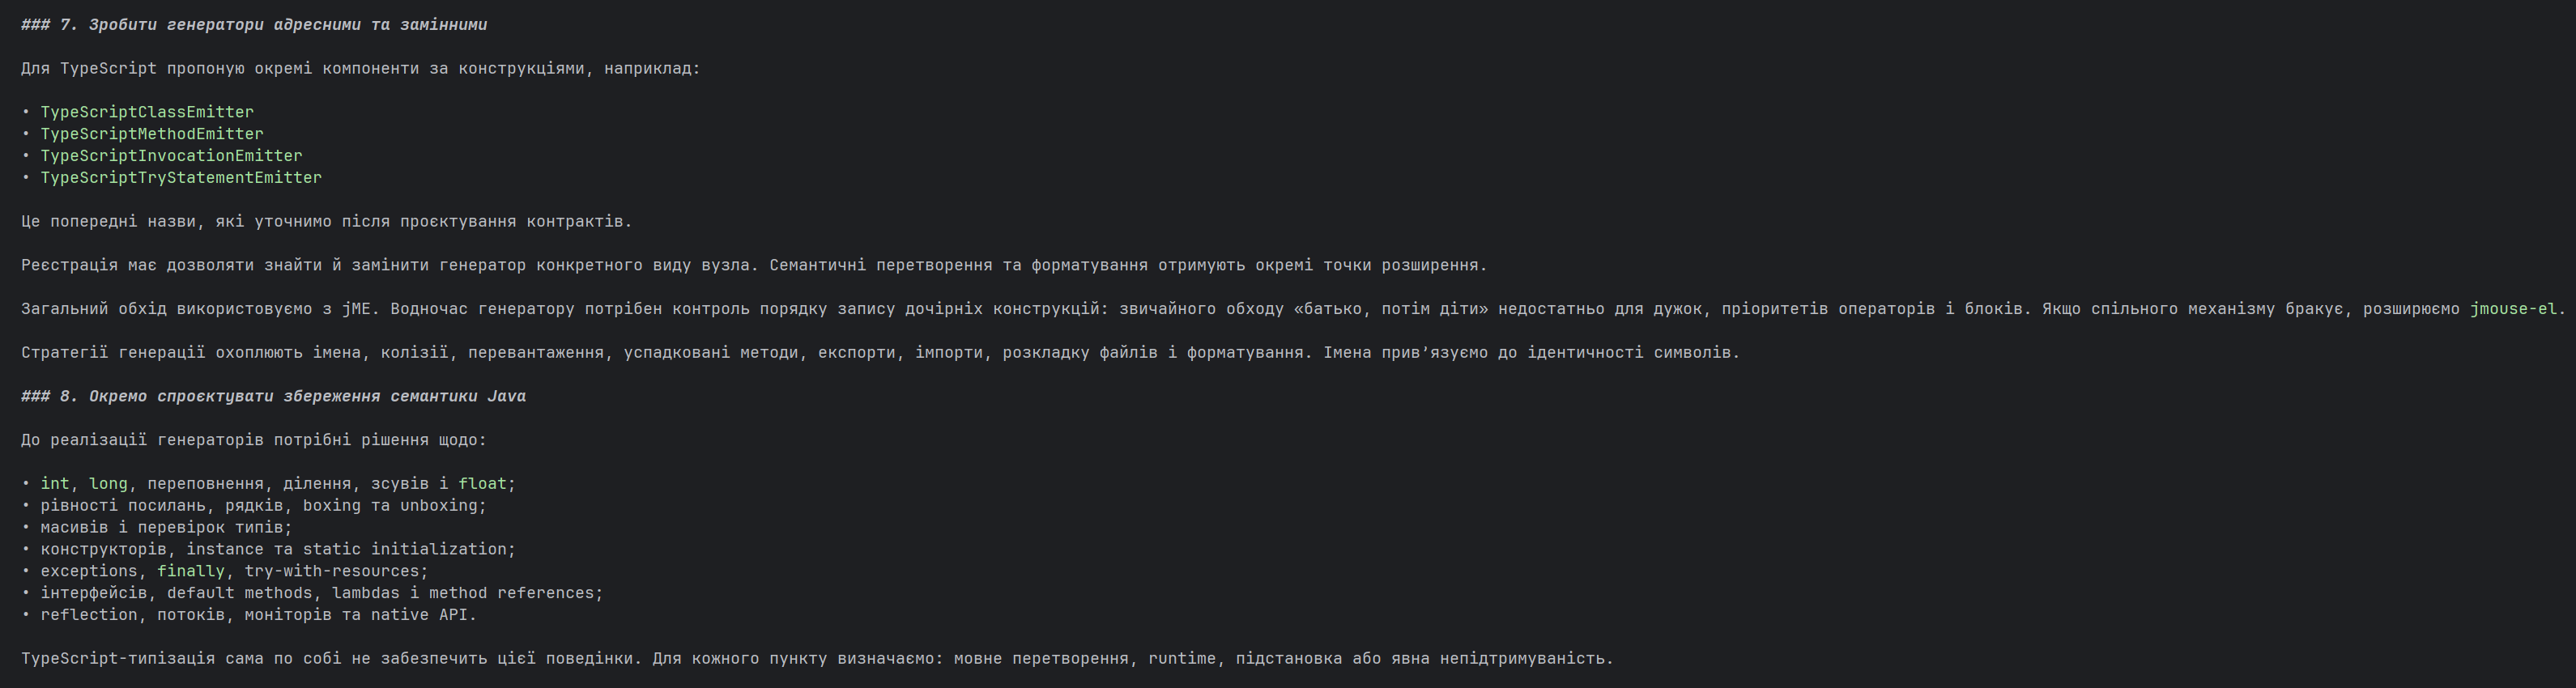 ### 7. Зробити генератори адресними та замінними
Для TypeScript пропоную окремі компоненти за конструкціями, наприклад:
• TypeScriptClassEmitter
• TypeScriptMethodEmitter
• TypeScriptInvocationEmitter
• TypeScriptTryStatementEmitter
Це попередні назви, які уточнимо після проєктування контрактів.
Реєстрація має дозволяти знайти й замінити генератор конкретного виду вузла. Семантичні перетворення та форматування отримують окремі точки розширення.
Загальний обхід використовуємо з jME. Водночас генератору потрібен контроль порядку запису дочірніх конструкцій: звичайного обходу «батько, потім діти» недостатньо для дужок, пріоритетів операторів і блоків. Якщо спільного механізму бракує, розширюємо jmouse-el.
Стратегії генерації охоплюють імена, колізії, перевантаження, успадковані методи, експорти, імпорти, розкладку файлів і форматування. Імена прив’язуємо до ідентичності символів.
### 8. Окремо спроєктувати збереження семантики Java
До реалізації генераторів потрібні рішення щодо:
• int, long, переповнення, ділення, зсувів і float;
• рівності посилань, рядків, boxing та unboxing;
• масивів і перевірок типів;
• конструкторів, instance та static initialization;
• exceptions, finally, try-with-resources;
• інтерфейсів, default methods, lambdas і method references;
• reflection, потоків, моніторів та native API.
TypeScript-типізація сама по собі не забезпечить цієї поведінки. Для кожного пункту визначаємо: мовне перетворення, runtime, підстановка або явна непідтримуваність.